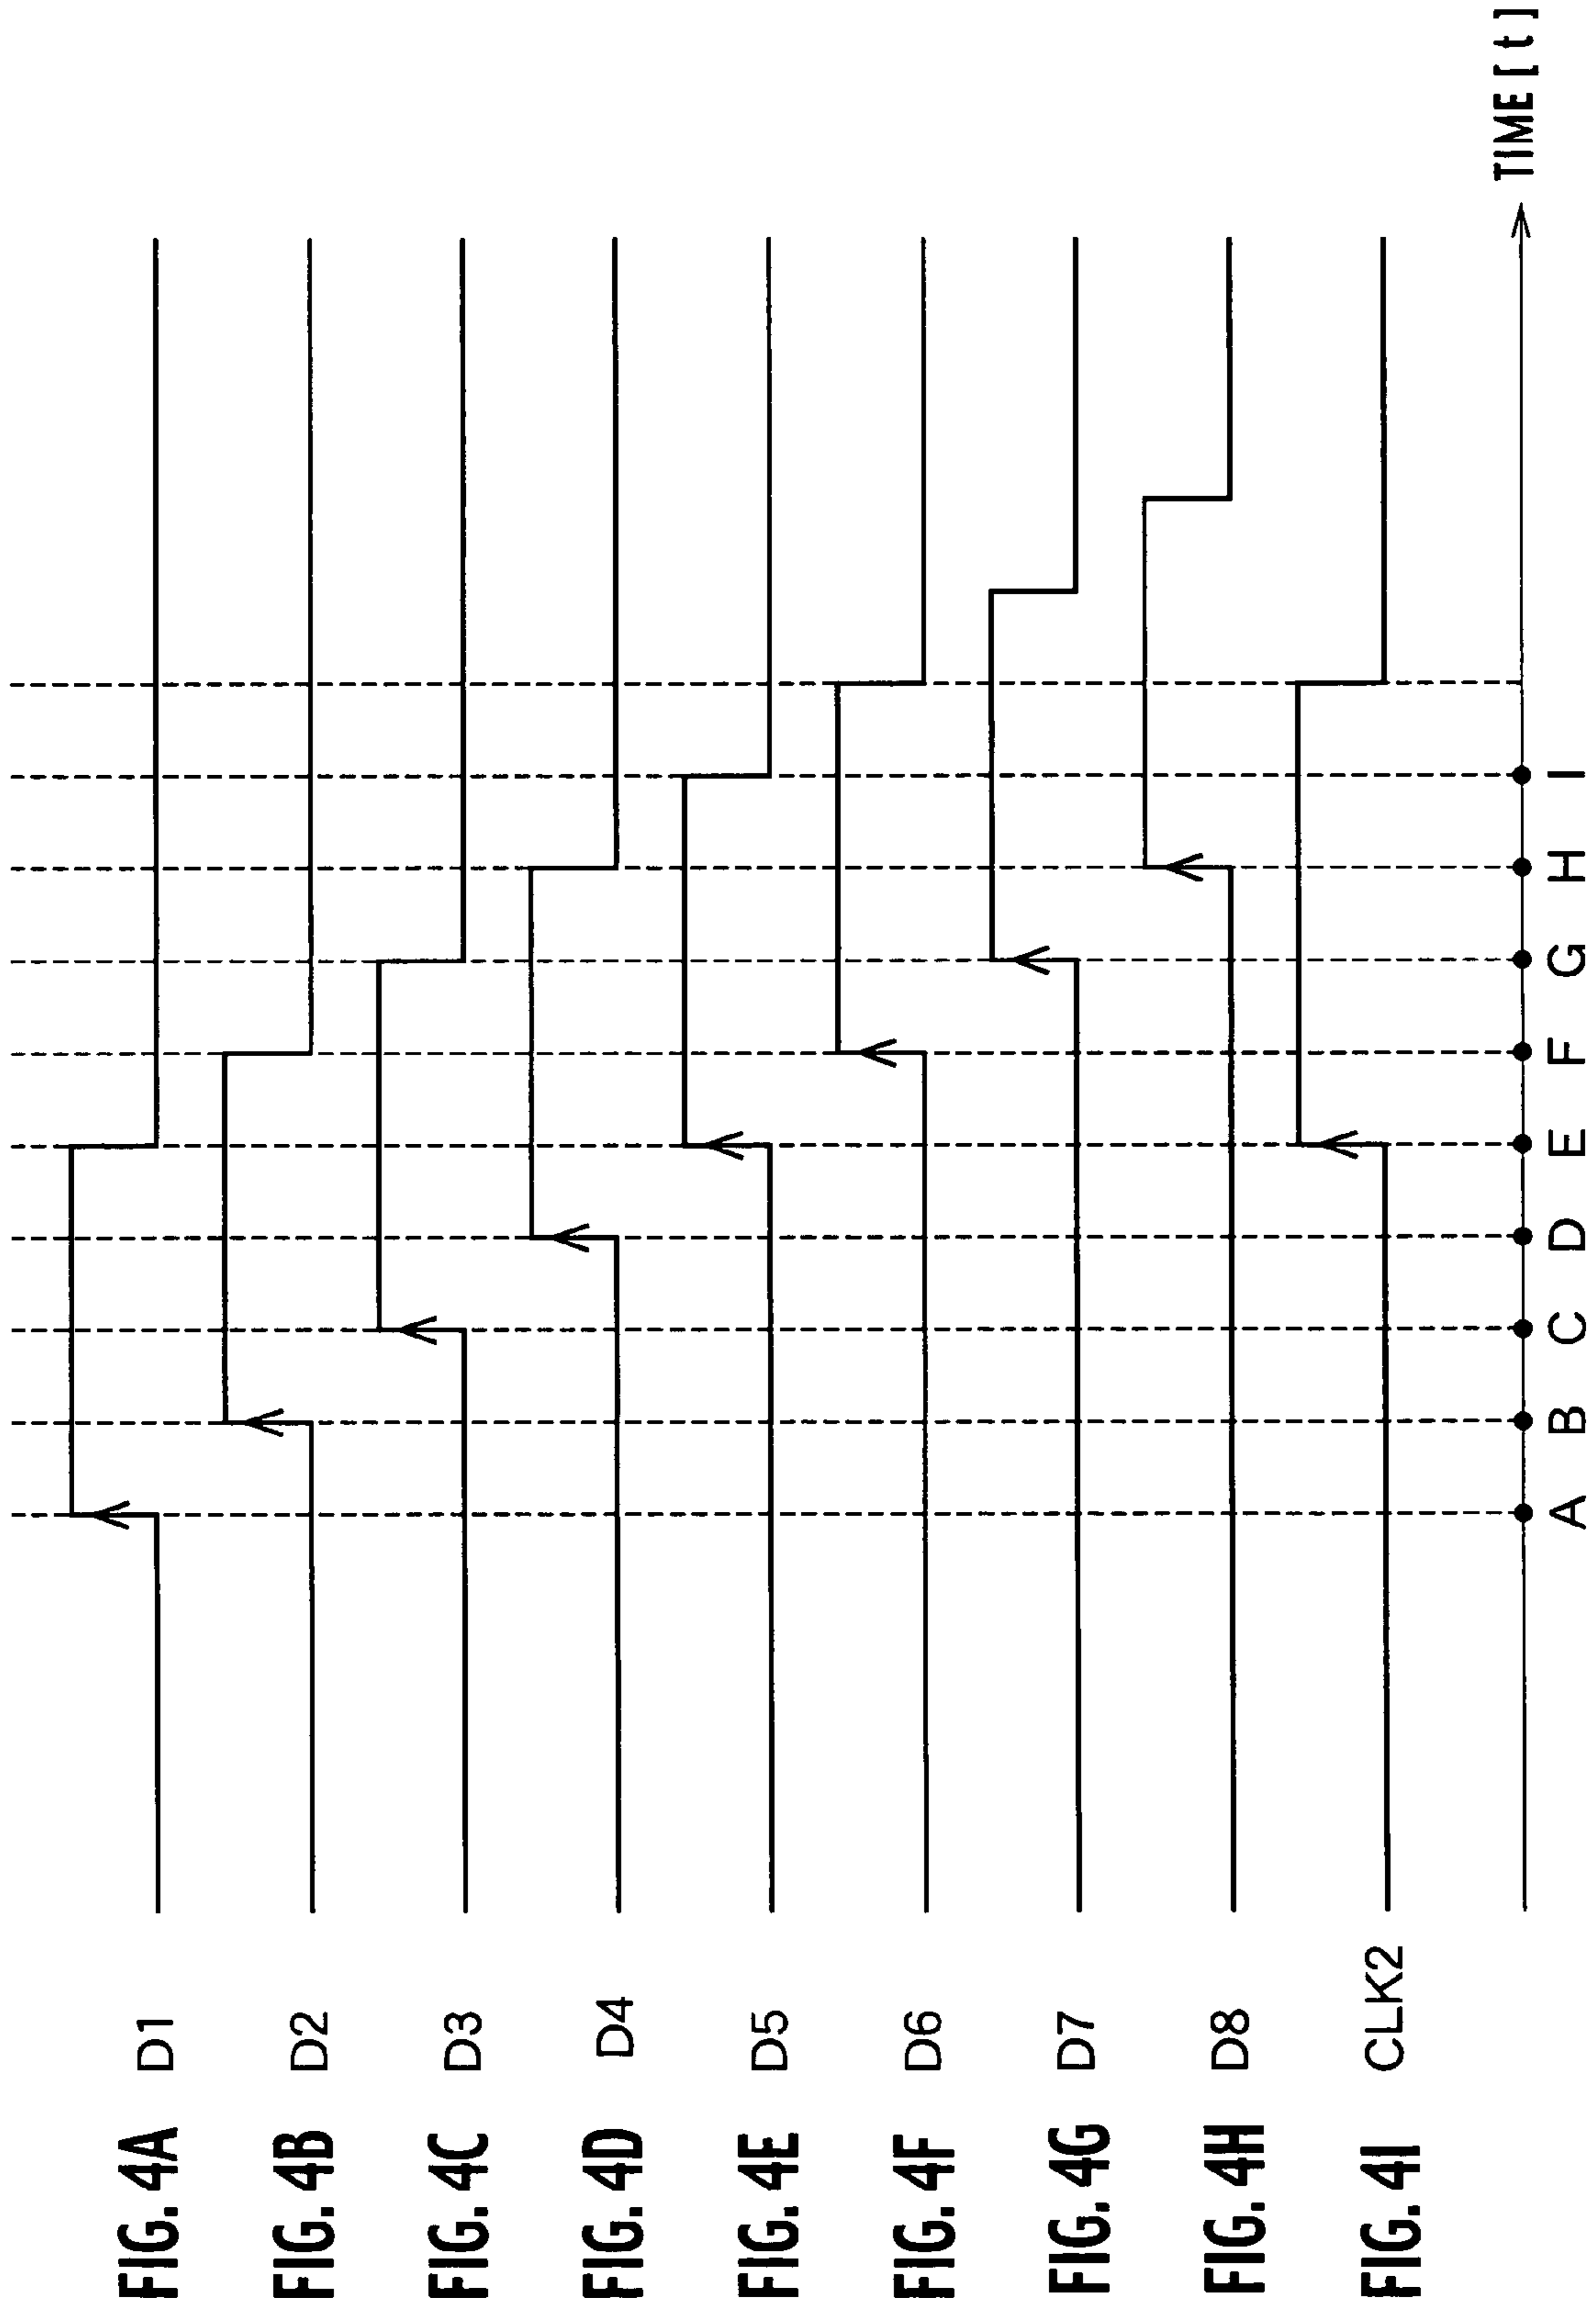 FIG. 4A D1
FIG. 4B D2
FIG. 4C D3
FIG. 4D D4
FIG. 4E D5
FIG. 4F D6
FIG. 4G D7
FIG. 4H D8
FIG. 4I CLK2
A B C D E F G H I
TIME [ t ]